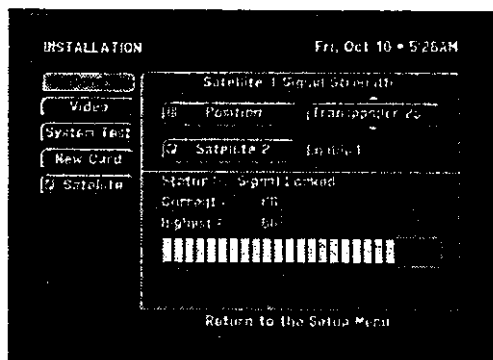 INSTALLATION
Fri, Oct 10 • 5:26AM
Satellite 1 Signal Strength
Video
Position
Transponder
System Test
New Card
Satellite 2
Satellite
Status: Signal Locked
Current
Highest
Return to the Setup Menu